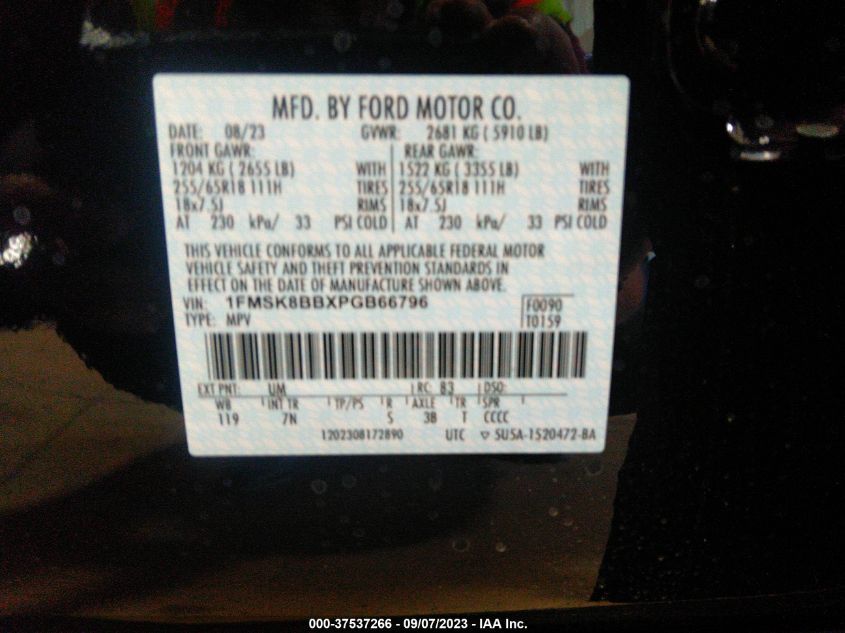 MFD. BY FORD MOTOR CO.
DATE: 08/23 GVWR: 2681 KG ( 5910 LB)
FRONT GAWR: REAR GAWR:
1204 KG ( 2655 LB) WITH 1522 KG ( 3355 LB) WITH
255/65R18 111H TIRES 255/65R18 111H TIRES
18x7.5J RIMS 18x7.5J RIMS
AT 230 kPa/ 33 PSI COLD AT 230 kPa/ 33 PSI COLD
THIS VEHICLE CONFORMS TO ALL APPLICABLE FEDERAL MOTOR
VEHICLE SAFETY AND THEFT PREVENTION STANDARDS IN
EFFECT ON THE DATE OF MANUFACTURE SHOWN ABOVE.
VIN: 1FMSK8BBXPGB66796 F0090
TYPE: MPV T0159
EXT PNT: UM RC: 83 DSO:
WB INT TR TP/PS R AXLE TR SPR
119 7N S 3B T CCCC
1202308172890 UTC ▽ SU5A-1520472-BA
000-37537266 - 09/07/2023 - IAA Inc.